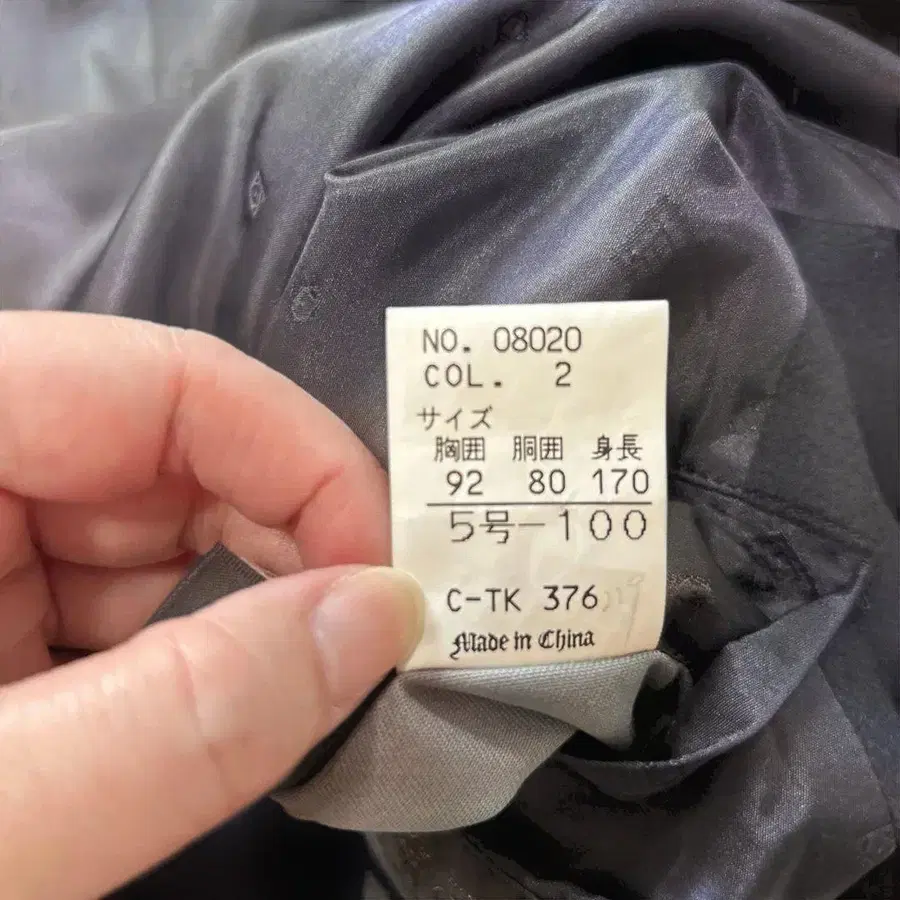 NO. 08020
COL. 2
サイズ
胸囲 胴囲 身長
92 80 170
5号-100
C-TK 376
Made in China